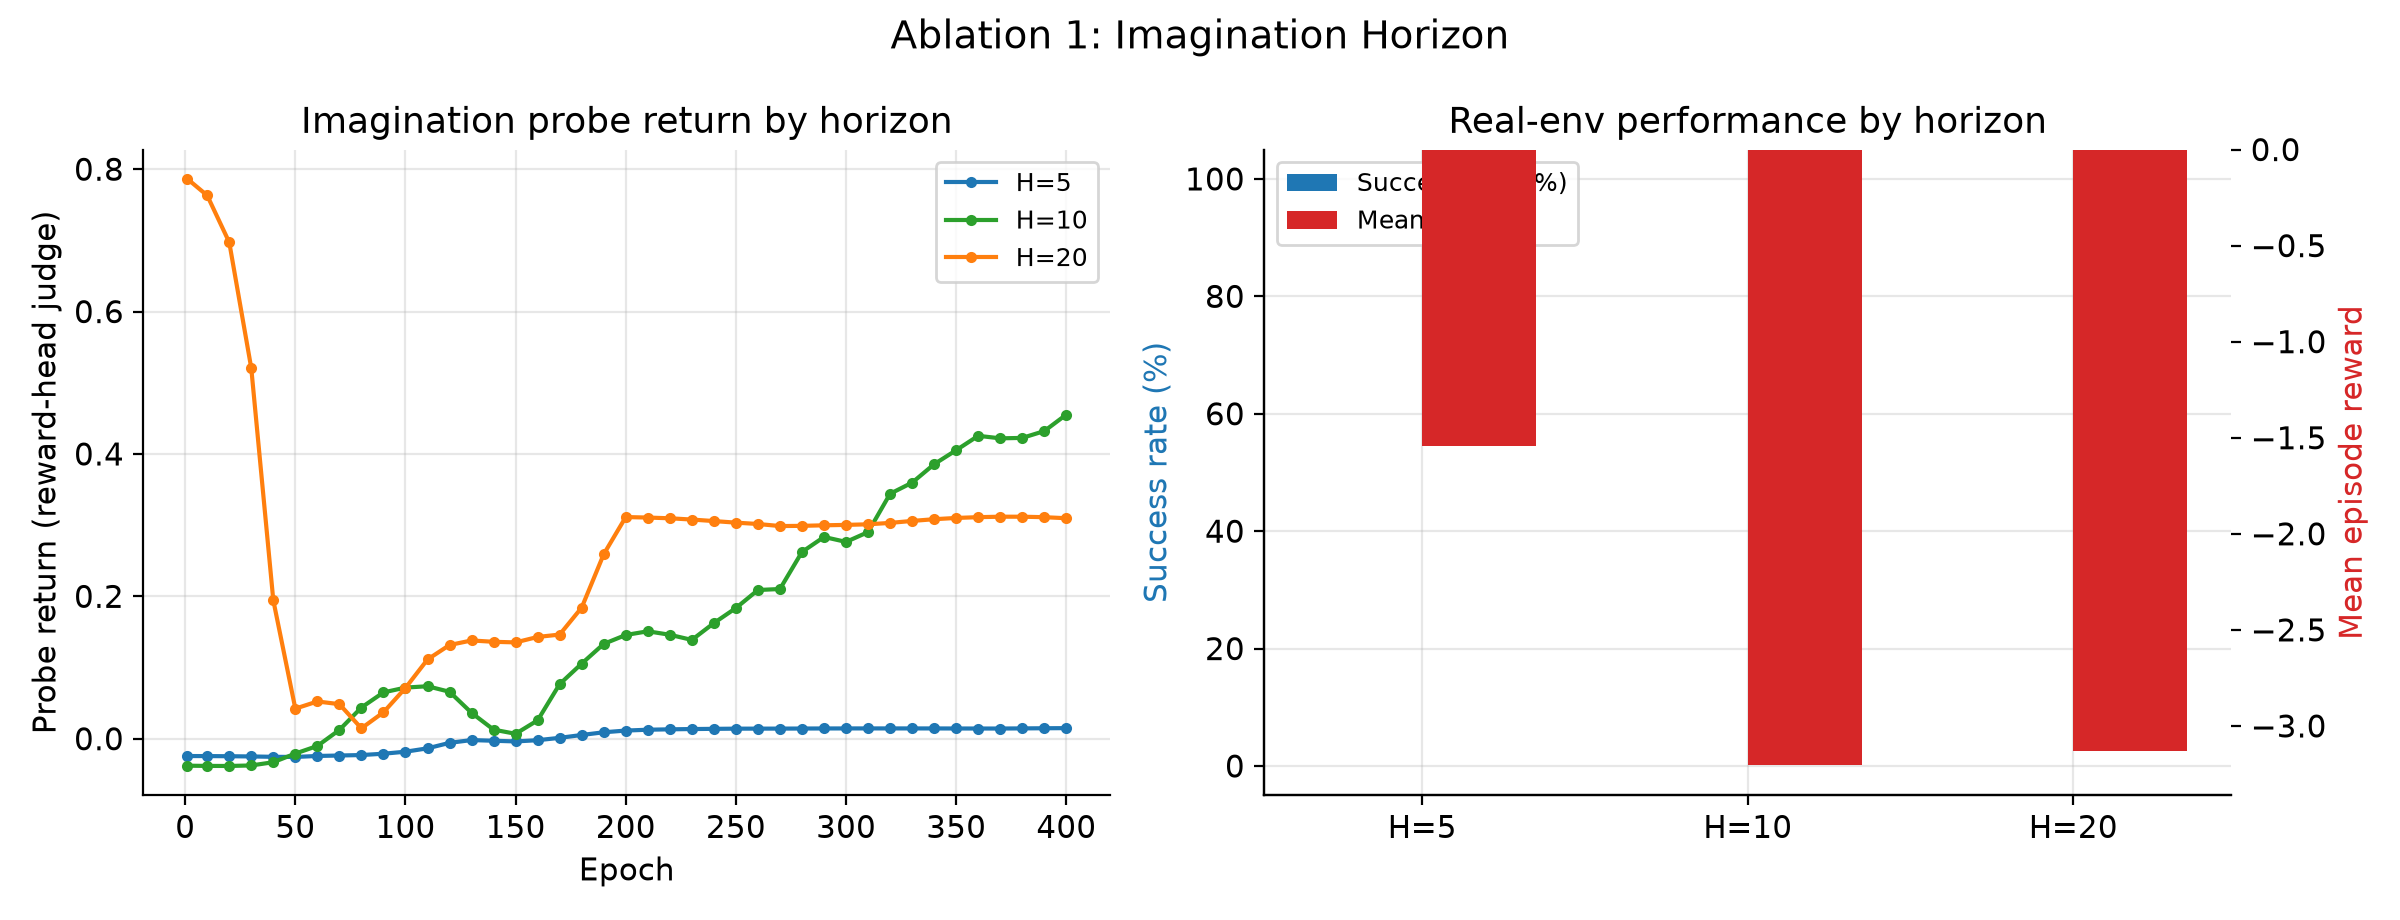 Ablation 1: Imagination Horizon
Imagination probe return by horizon
Probe return (reward-head judge)
0.8
0.6
0.4
0.2
0.0
H=5
H=10
H=20
0 50 100 150 200 250 300 350 400
Epoch
Real-env performance by horizon
Success rate (%)
100
80
60
40
20
0
%)
Mean
H=5 H=10 H=20
0.0
−0.5
−1.0
−1.5
−2.0
−2.5
−3.0
Mean episode reward